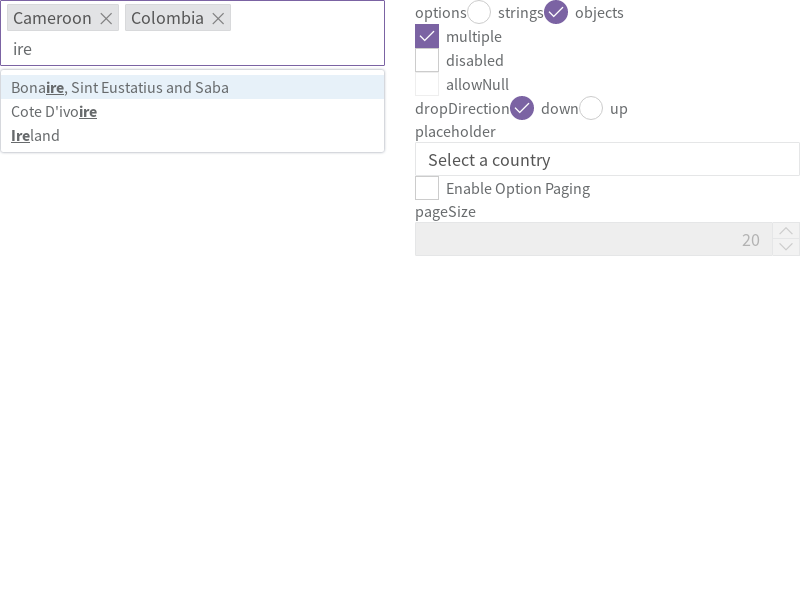 Cameroon Colombia
ire
Bonaire, Sint Eustatius and Saba
Cote D'ivoire
Ireland
options strings objects
multiple
disabled
allowNull
dropDirection down up
placeholder
Select a country
Enable Option Paging
pageSize
20